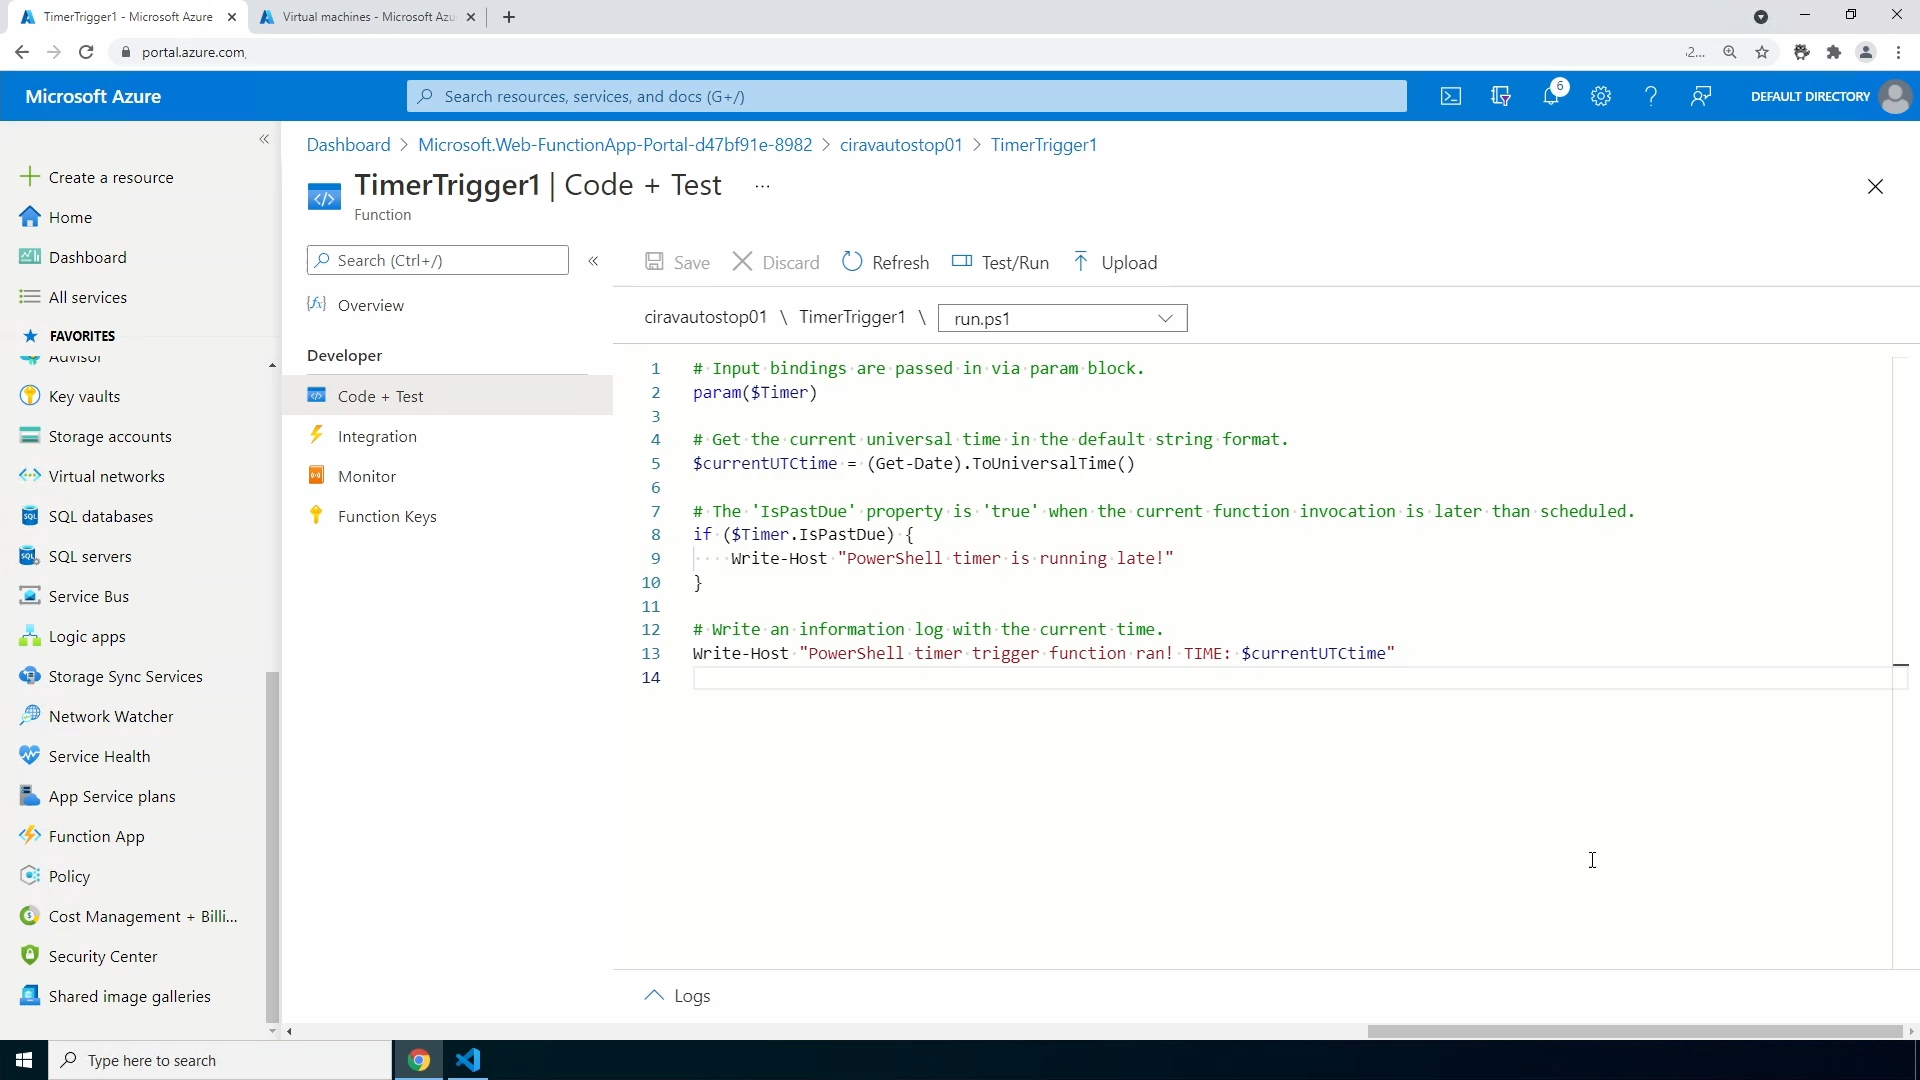 TimerTrigger1 - Microsoft Azure
Virtual machines - Microsoft Azu
portal.azure.com
2...
Microsoft Azure
Search resources, services, and docs (G+/)
6
DEFAULT DIRECTORY
Create a resource
Home
Dashboard
All services
FAVORITES
Advisor
Key vaults
Storage accounts
Virtual networks
SQL databases
SQL servers
Service Bus
Logic apps
Storage Sync Services
Network Watcher
Service Health
App Service plans
Function App
Policy
Cost Management + Billi...
Security Center
Shared image galleries
Dashboard > Microsoft.Web-FunctionApp-Portal-d47bf91e-8982 > ciravautostop01 > TimerTrigger1
TimerTrigger1 | Code + Test ...
Function
Search (Ctrl+/)
Overview
Developer
Code + Test
Integration
Monitor
Function Keys
Save Discard Refresh Test/Run Upload
ciravautostop01 \ TimerTrigger1 \ run.ps1
1 # Input bindings are passed in via param block.
2 param($Timer)
3
4 # Get the current universal time in the default string format.
5 $currentUTCtime = (Get-Date).ToUniversalTime()
6
7 # The 'IsPastDue' property is 'true' when the current function invocation is later than scheduled.
8 if ($Timer.IsPastDue) {
9 Write-Host "PowerShell timer is running late!"
10 }
11
12 # Write an information log with the current time.
13 Write-Host "PowerShell timer trigger function ran! TIME: $currentUTCtime"
14
Logs
Type here to search